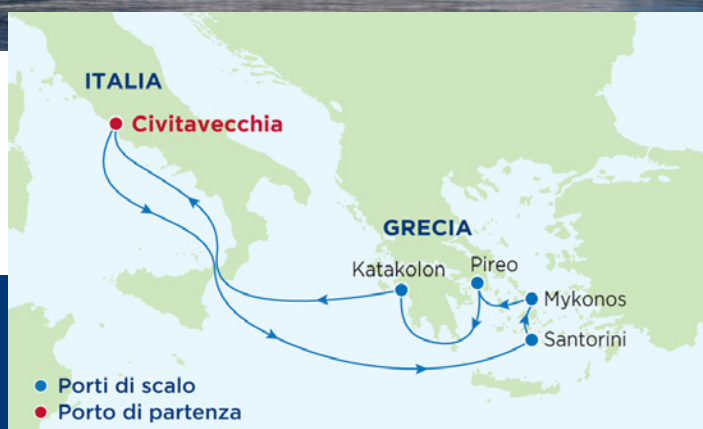 ITALIA
Civitavecchia
GRECIA
Katakolon
Pireo
Mykonos
Santorini
Porti di scalo
Porto di partenza